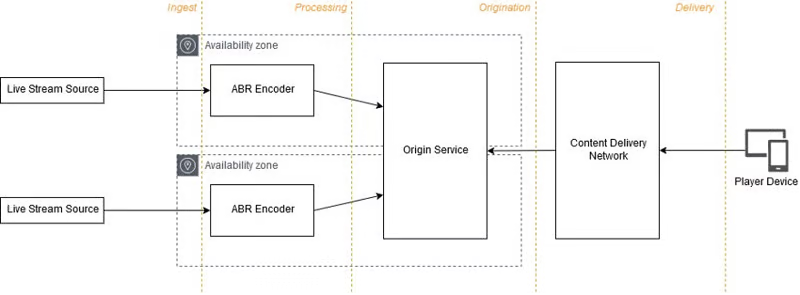 Ingest
Processing
Origination
Delivery
Availability zone
Live Stream Source
ABR Encoder
Origin Service
Content Delivery
Network
Availability zone
Player Device
Live Stream Source
ABR Encoder